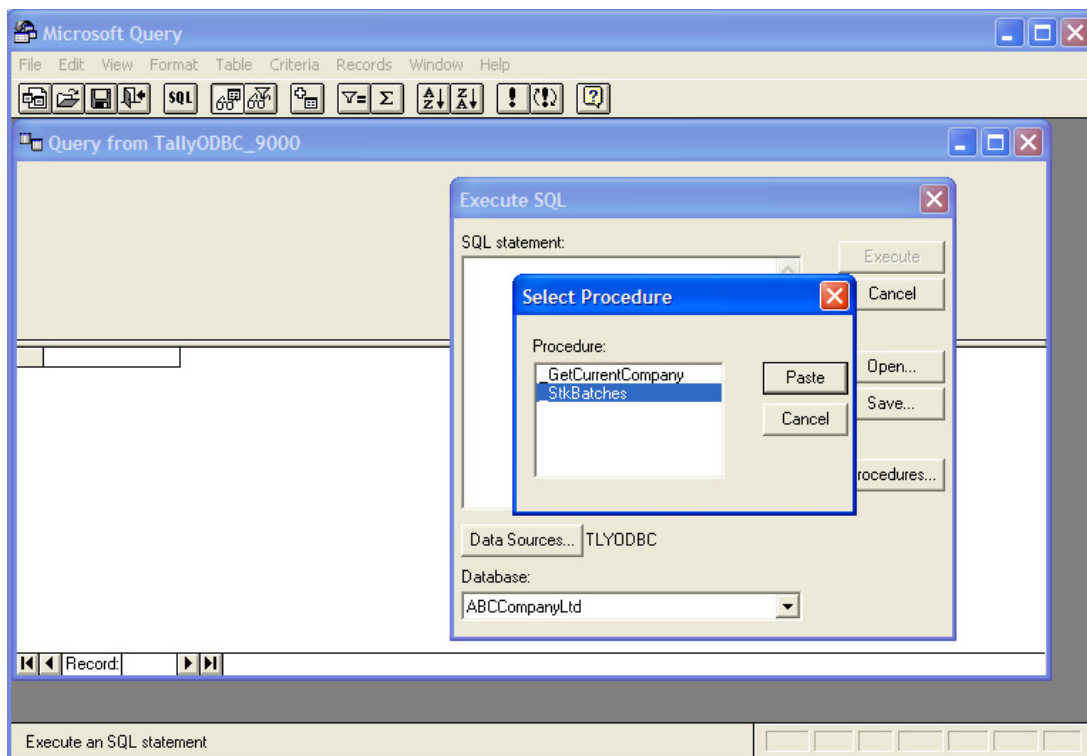 Microsoft Query
File Edit View Format Table Criteria Records Window Help
SQL
Query from TallyODBC_9000
Execute SQL
SQL statement:
Execute
Cancel
Select Procedure
Procedure:
_GetCurrentCompany
_StkBatches
Paste
Cancel
Open...
Save...
rocedures...
Data Sources... TLYODBC
Database:
ABCCompanyLtd
Record:
Execute an SQL statement